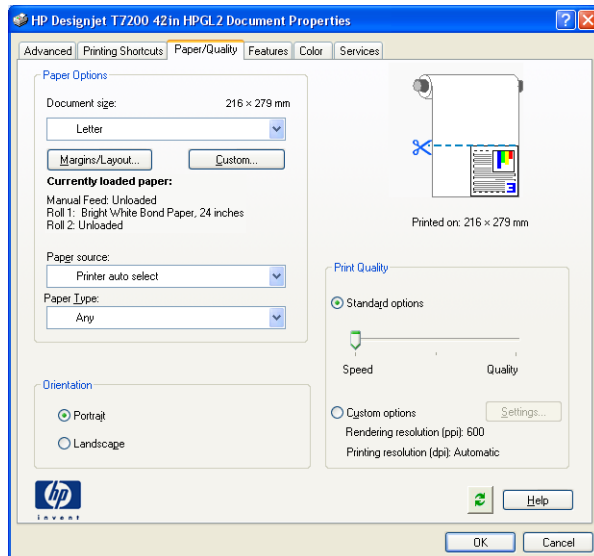 HP Designjet T7200 42in HPGL2 Document Properties
Advanced Printing Shortcuts Paper/Quality Features Color Services
Paper Options
Document size: 216 × 279 mm
Letter
Margins/Layout... Custom...
Currently loaded paper:
Manual Feed: Unloaded
Roll 1: Bright White Bond Paper, 24 inches
Roll 2: Unloaded
Paper source:
Printer auto select
Paper Type:
Any
Orientation
Portrait
Landscape
3
Printed on: 216 × 279 mm
Print Quality
Standard options
Speed Quality
Custom options Settings...
Rendering resolution (ppi): 600
Printing resolution (dpi): Automatic
hp
invent
Help
OK Cancel